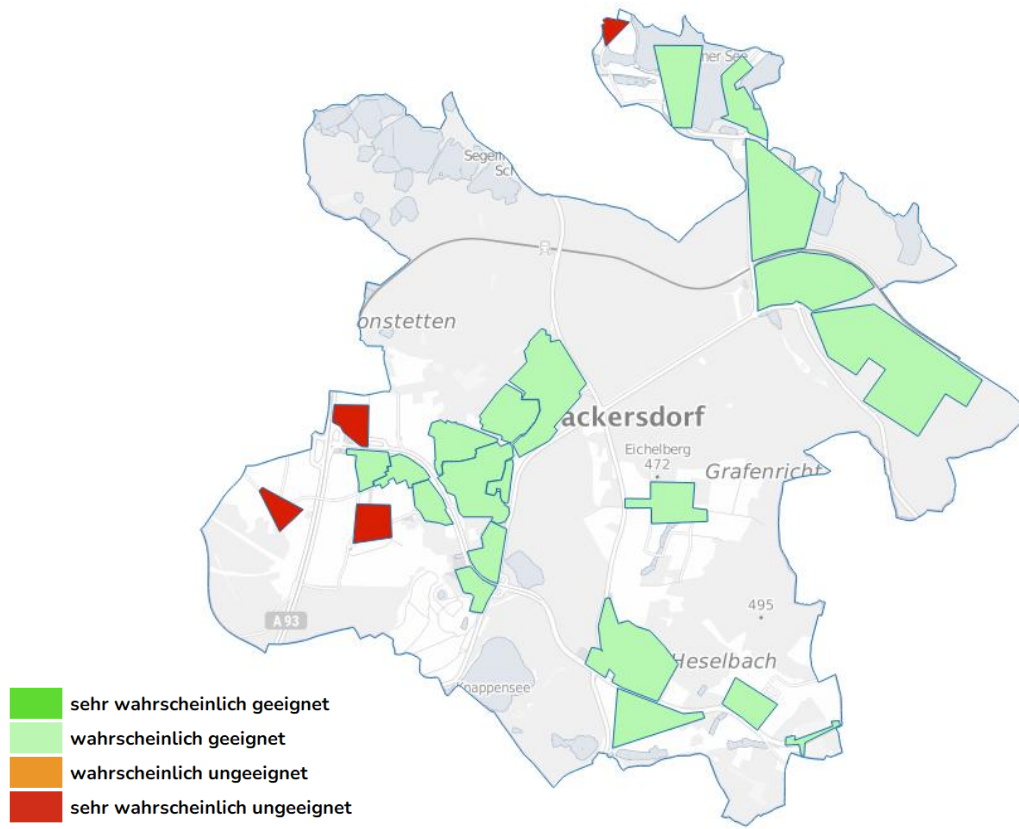 ner See
Segern
Sch
onstetten
ackersdorf
Eichelberg
472
Grafenricht
495
A 93
Heselbach
Knappensee
sehr wahrscheinlich geeignet
wahrscheinlich geeignet
wahrscheinlich ungeeignet
sehr wahrscheinlich ungeeignet